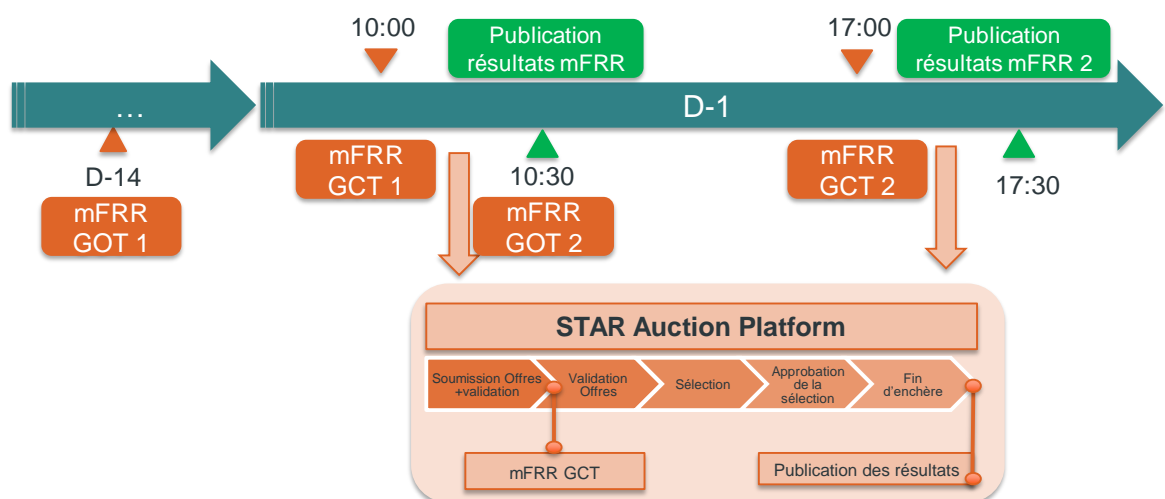 10:00
Publication
résultats mFRR
17:00
Publication
résultats mFRR 2
...
D-1
D-14
mFRR
GOT 1
mFRR
GCT 1
10:30
mFRR
GOT 2
mFRR
GCT 2
17:30
STAR Auction Platform
Soumission Offres
+validation
Validation
Offres
Sélection
Approbation
de la
sélection
Fin
d'enchère
mFRR GCT
Publication des résultats